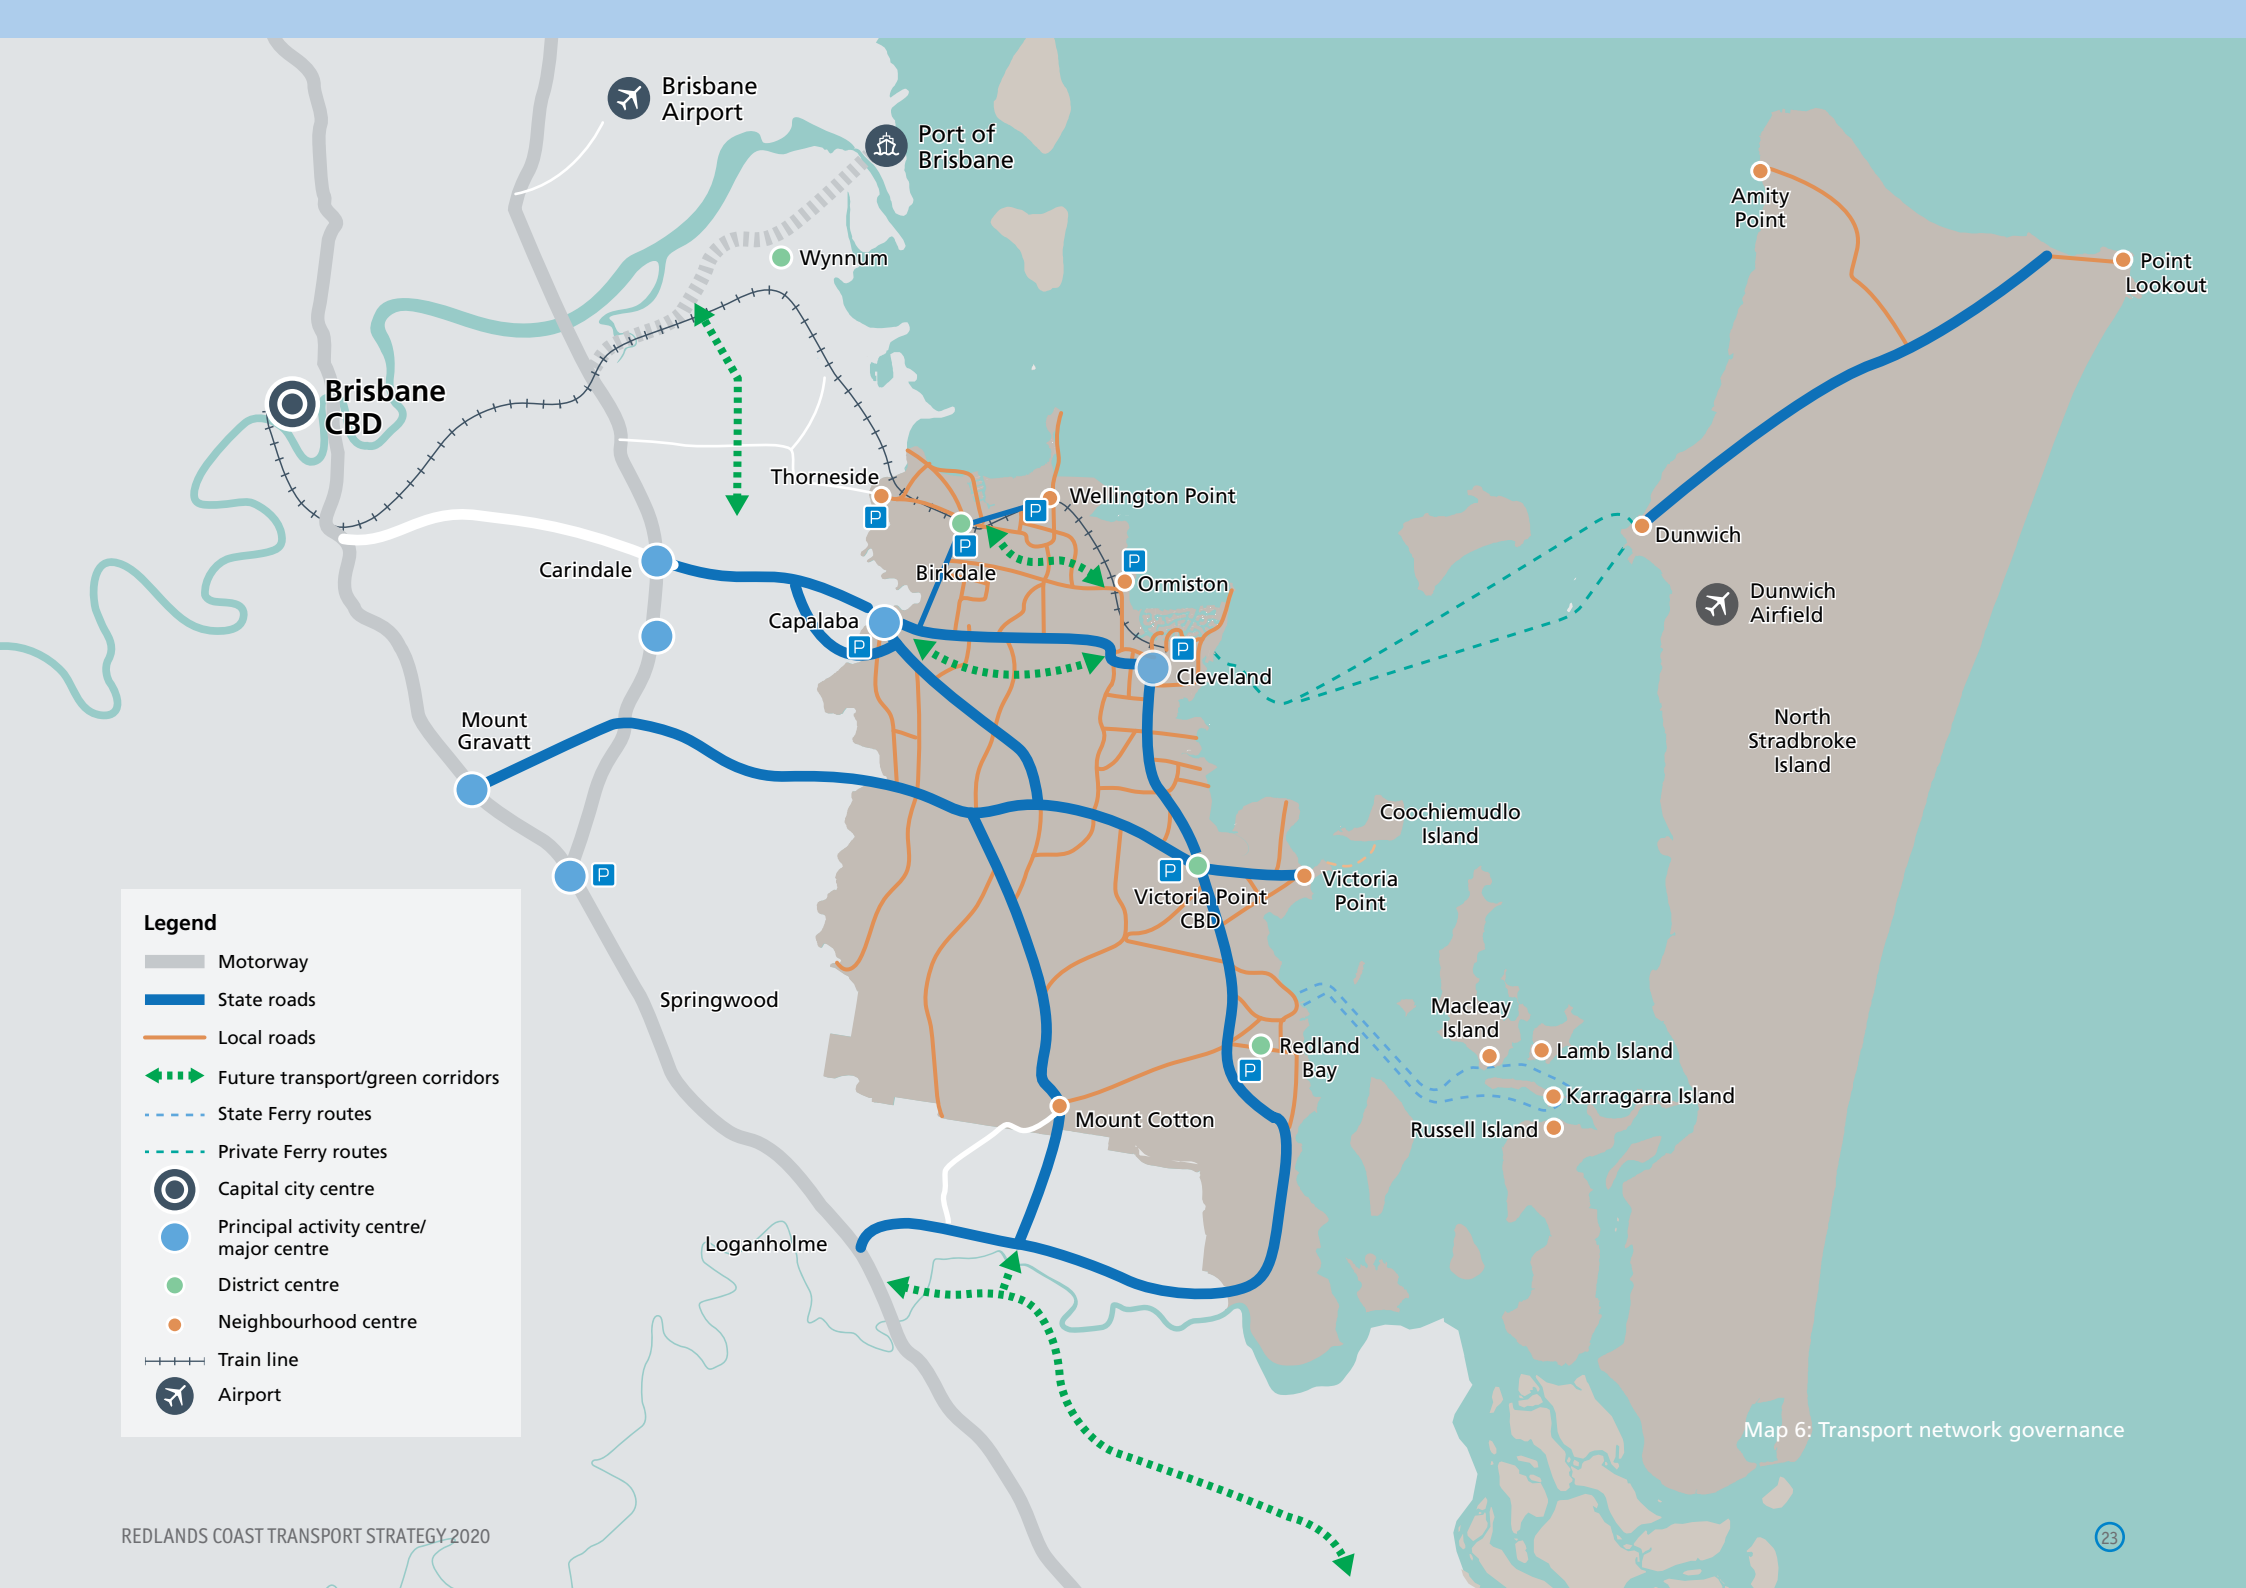 Brisbane
Airport
Port of
Brisbane
Wynnum
Amity
Point
Point
Lookout
Brisbane
CBD
Thorneside
P
Wellington Point
P
P
Birkdale
P
Ormiston
Dunwich
Dunwich
Airfield
Carindale
Capalaba
P
P
Cleveland
North
Stradbroke
Island
Mount
Gravatt
Coochiemudlo
Island
P
P
Victoria Point
CBD
Victoria
Point
Springwood
Macleay
Island
Lamb Island
Karragarra Island
Russell Island
Redland
Bay
P
Mount Cotton
Loganholme
Legend
Motorway
State roads
Local roads
Future transport/green corridors
State Ferry routes
Private Ferry routes
Capital city centre
Principal activity centre/
major centre
District centre
Neighbourhood centre
Train line
Airport
Map 6: Transport network governance
REDLANDS COAST TRANSPORT STRATEGY 2020
23